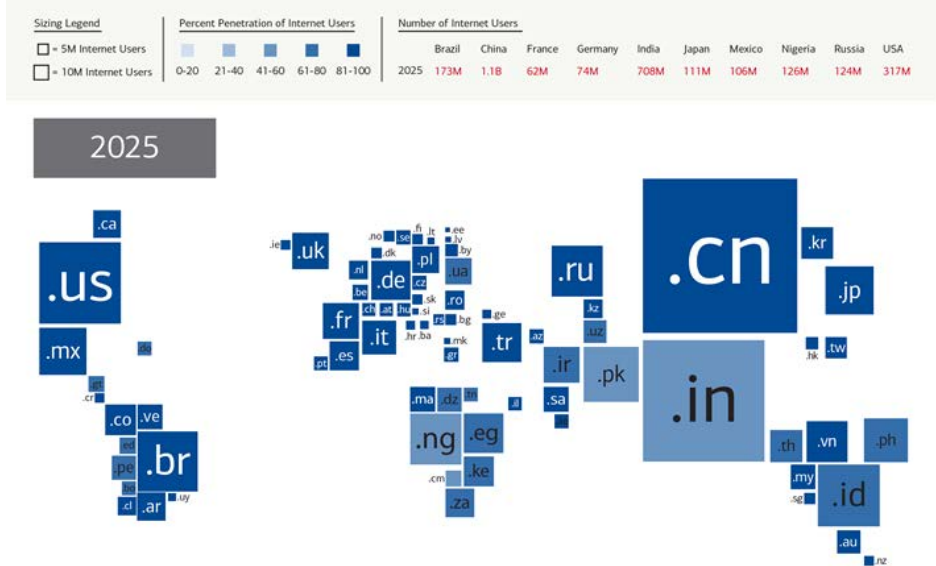 Sizing Legend
= 5M Internet Users
= 10M Internet Users
Percent Penetration of Internet Users
0-20 21-40 41-60 61-80 81-100
Number of Internet Users
Brazil China France Germany India Japan Mexico Nigeria Russia USA
2025 173M 1.1B 62M 74M 708M 111M 106M 126M 124M 317M
2025
.ca
.us
.mx
.do
.gt
.cr
.co .ve
.br
.pe
.bo
.cl .ar .uy
.ie .uk
.no .se .fi .lt .ee
.lv
.dk .pl .by
.nl .de .ua
.be .cz
.sk .ro
.fr .ch .at .hu .si
.it .rs .bg .ge
.hr .ba
.pt .es .mk
.gr .tr .az
.ma .dz .tn .il
.ng .eg
.cm .ke
.za
.ru
.kz
.uz
.ir .pk
.sa
.cn
.in
.kr
.jp
.hk .tw
.th .vn .ph
.my
.sg .id
.au
.nz